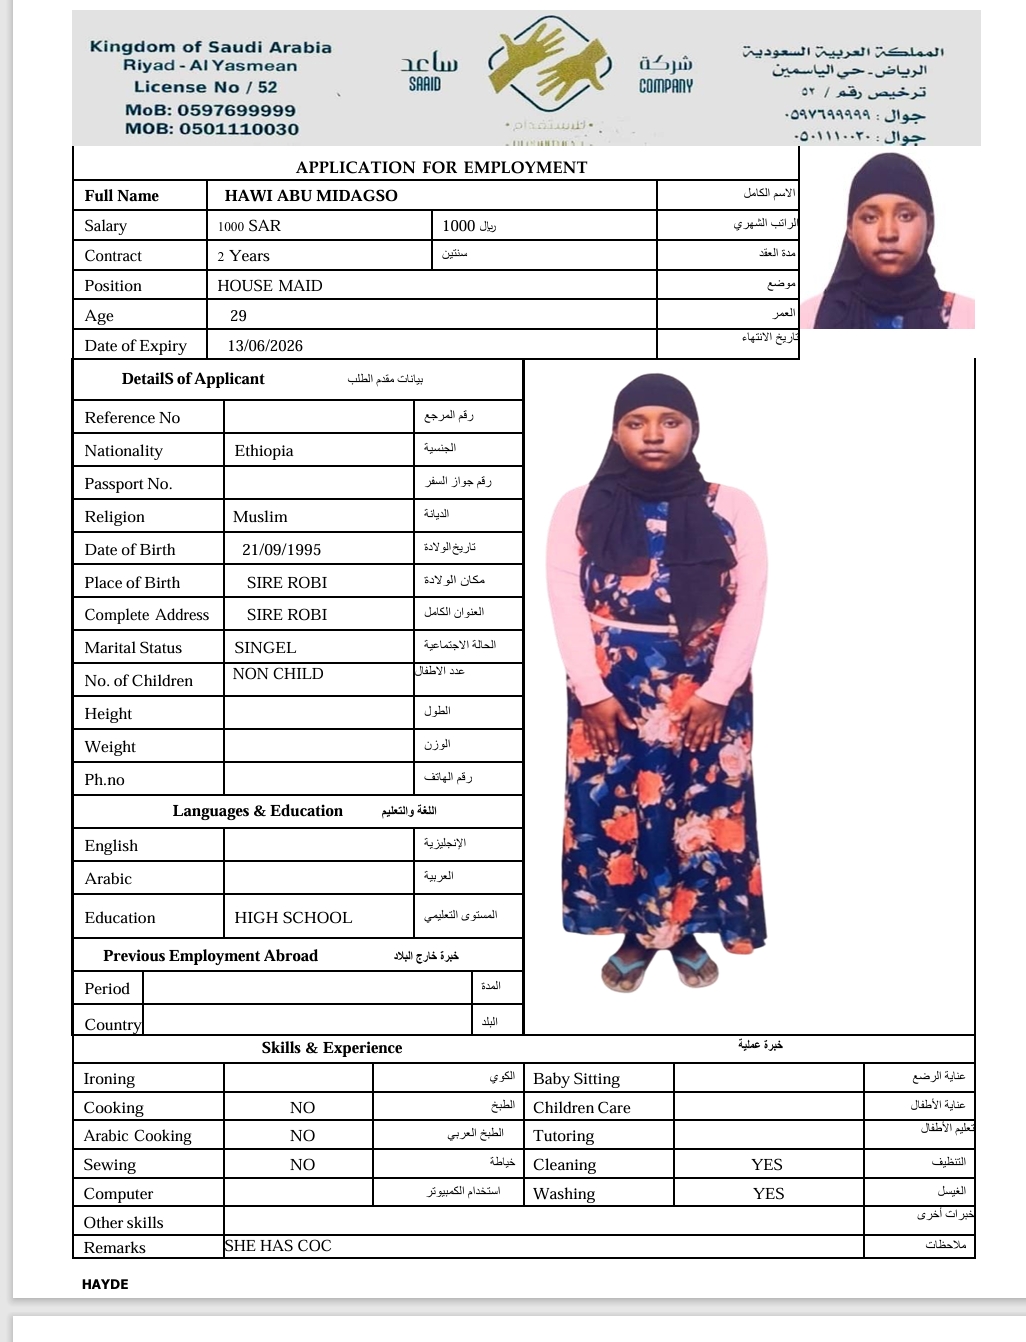 Kingdom of Saudi Arabia
Riyad - Al Yasmean
License No / 52
MoB: 0597699999
MOB: 0501110030
ساعد
SAAID
شركة
COMPANY
للاستقدام
المملكة العربية السعودية
الرياض - حي الياسمين
ترخيص رقم / ٥٢
جوال : ٠٥٩٧٦٩٩٩٩٩
جوال : ٠٥٠١١١٠٠٣٠
APPLICATION FOR EMPLOYMENT
Full Name HAWI ABU MIDAGSO الاسم الكامل
Salary 1000 SAR 1000 ريال الراتب الشهري
Contract 2 Years سنتين مدة العقد
Position HOUSE MAID موضع
Age 29 العمر
Date of Expiry 13/06/2026 تاريخ الانتهاء
DetailS of Applicant بيانات مقدم الطلب
Reference No رقم المرجع
Nationality Ethiopia الجنسية
Passport No. رقم جواز السفر
Religion Muslim الديانة
Date of Birth 21/09/1995 تاريخ الولادة
Place of Birth SIRE ROBI مكان الولادة
Complete Address SIRE ROBI العنوان الكامل
Marital Status SINGEL الحالة الاجتماعية
No. of Children NON CHILD عدد الاطفال
Height الطول
Weight الوزن
Ph.no رقم الهاتف
Languages & Education اللغة والتعليم
English الإنجليزية
Arabic العربية
Education HIGH SCHOOL المستوى التعليمي
Previous Employment Abroad خبرة خارج البلاد
Period المدة
Country البلد
Skills & Experience خبرة عملية
Ironing الكوي Baby Sitting عناية الرضع
Cooking NO الطبخ Children Care عناية الأطفال
Arabic Cooking NO الطبخ العربي Tutoring تعليم الأطفال
Sewing NO خياطة Cleaning YES التنظيف
Computer استخدام الكمبيوتر Washing YES الغيسل
Other skills خبرات أخرى
Remarks SHE HAS COC ملاحظات
HAYDE